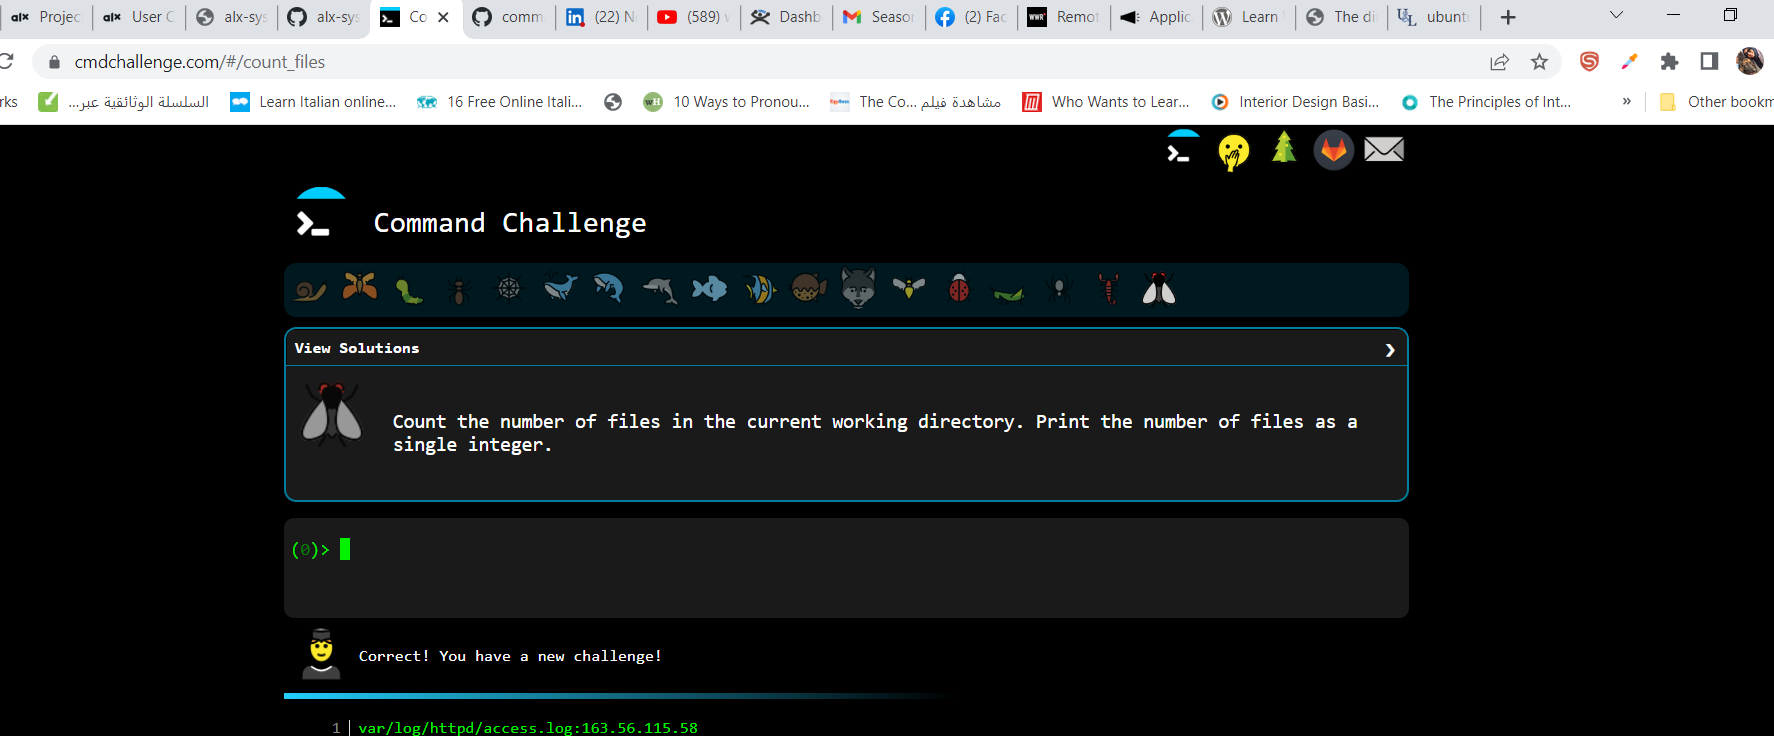 alx Projec alx User C alx-sys alx-sys Co comm (22) N (589) Dashb Seasor (2) Fac WWR Remot Applic Learn The di U&L ubunt
cmdchallenge.com/#/count_files
rks السلسلة الوثائقية عبر... Learn Italian online... 16 Free Online Itali... wH 10 Ways to Pronou... The Co... مشاهدة فيلم Who Wants to Lear... Interior Design Basi... The Principles of Int... » Other bookm
Command Challenge
View Solutions
Count the number of files in the current working directory. Print the number of files as a
single integer.
(0)>
Correct! You have a new challenge!
1 var/log/httpd/access.log:163.56.115.58